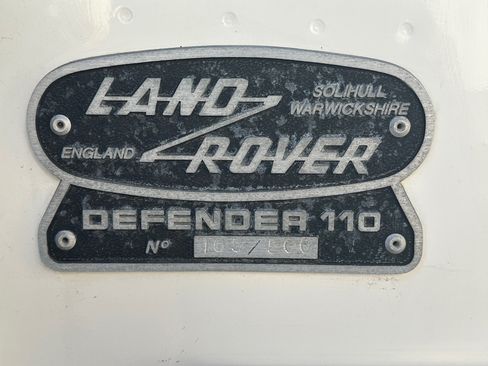 LAND
ROVER
SOLIHULL
WARWICKSHIRE
ENGLAND
DEFENDER 110
Nº